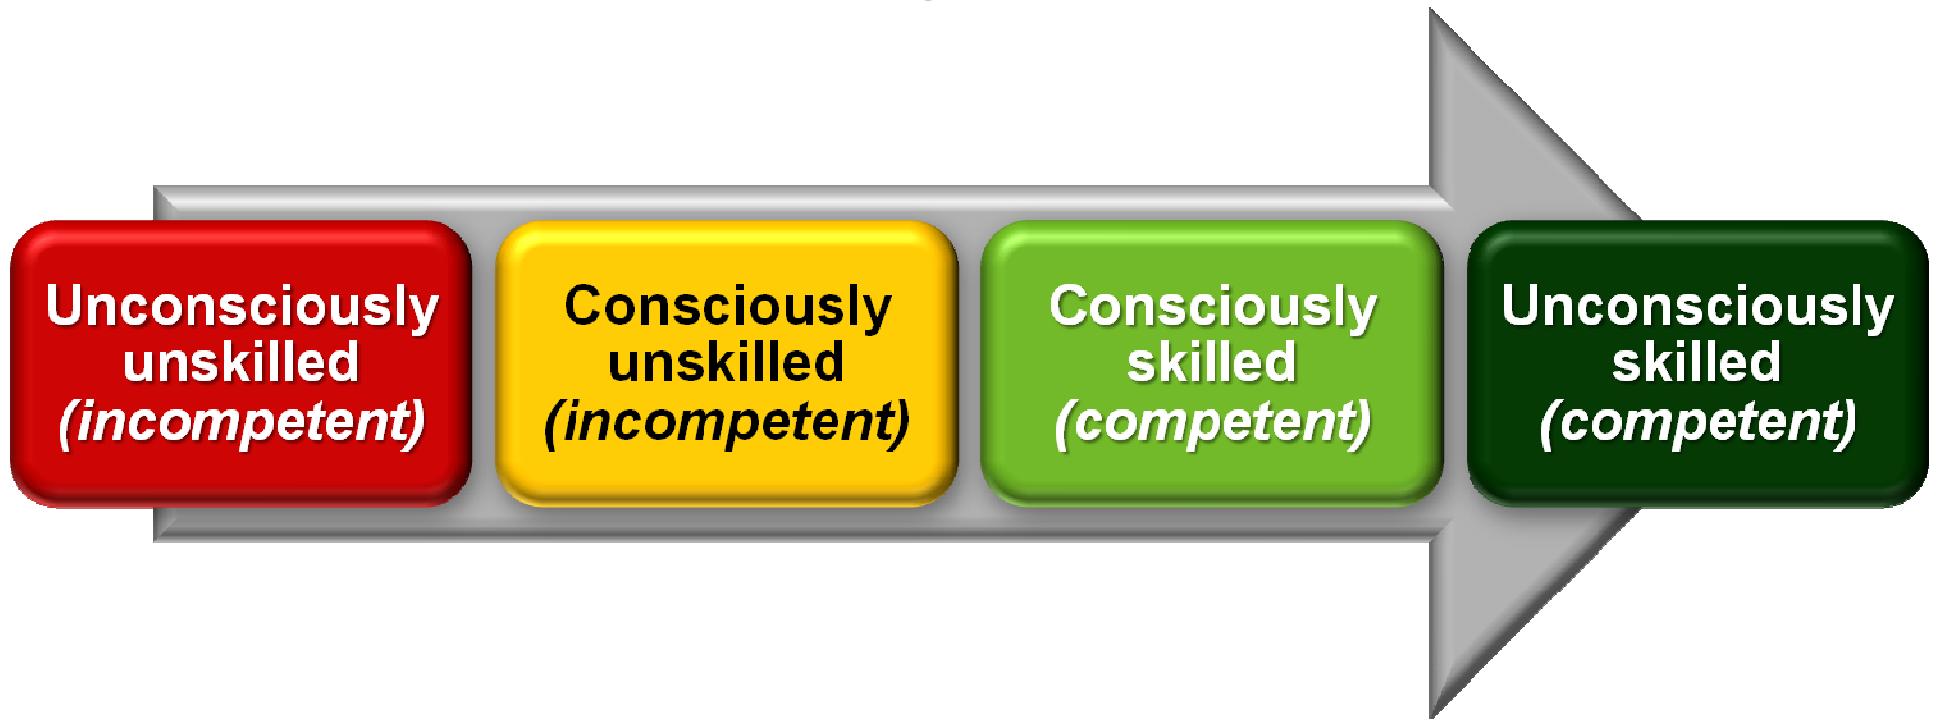 Unconsciously
unskilled
(incompetent)
Consciously
unskilled
(incompetent)
Consciously
skilled
(competent)
Unconsciously
skilled
(competent)